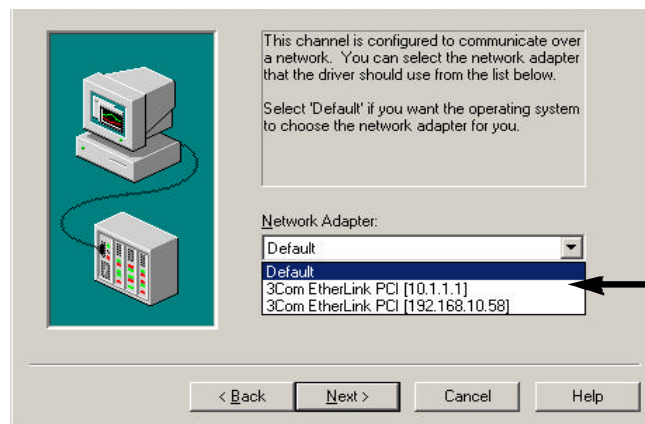 This channel is configured to communicate over
a network. You can select the network adapter
that the driver should use from the list below.
Select 'Default' if you want the operating system
to choose the network adapter for you.
Network Adapter:
Default
Default
3Com EtherLink PCI [10.1.1.1]
3Com EtherLink PCI [192.168.10.58]
< Back
Next >
Cancel
Help